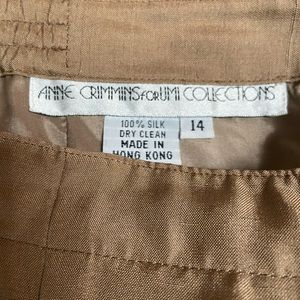 ANNE CRIMMINS FOR UMI COLLECTIONS
100% SILK
DRY CLEAN
MADE IN
HONG KONG
14